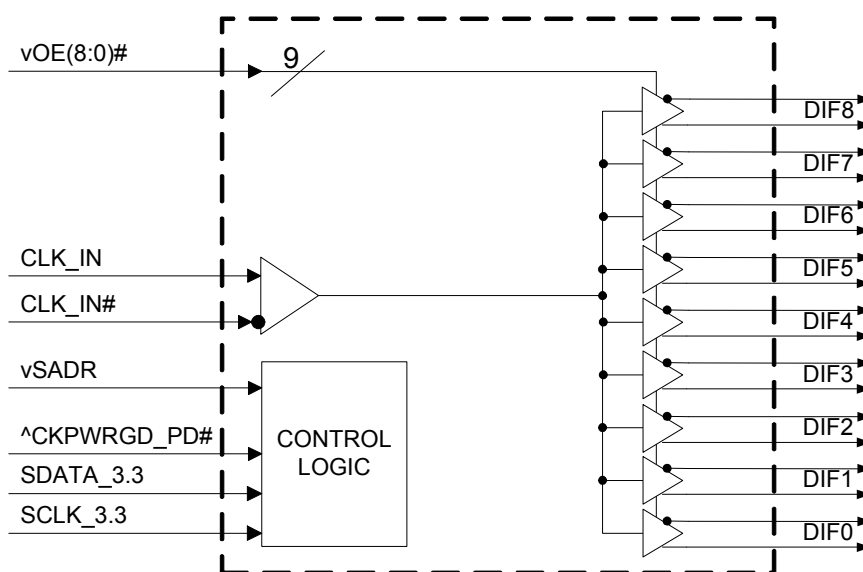 vOE(8:0)#
9
DIF8
DIF7
DIF6
CLK_IN
DIF5
CLK_IN#
DIF4
vSADR
DIF3
^CKPWRGD_PD#
CONTROL
LOGIC
DIF2
SDATA_3.3
DIF1
SCLK_3.3
DIF0